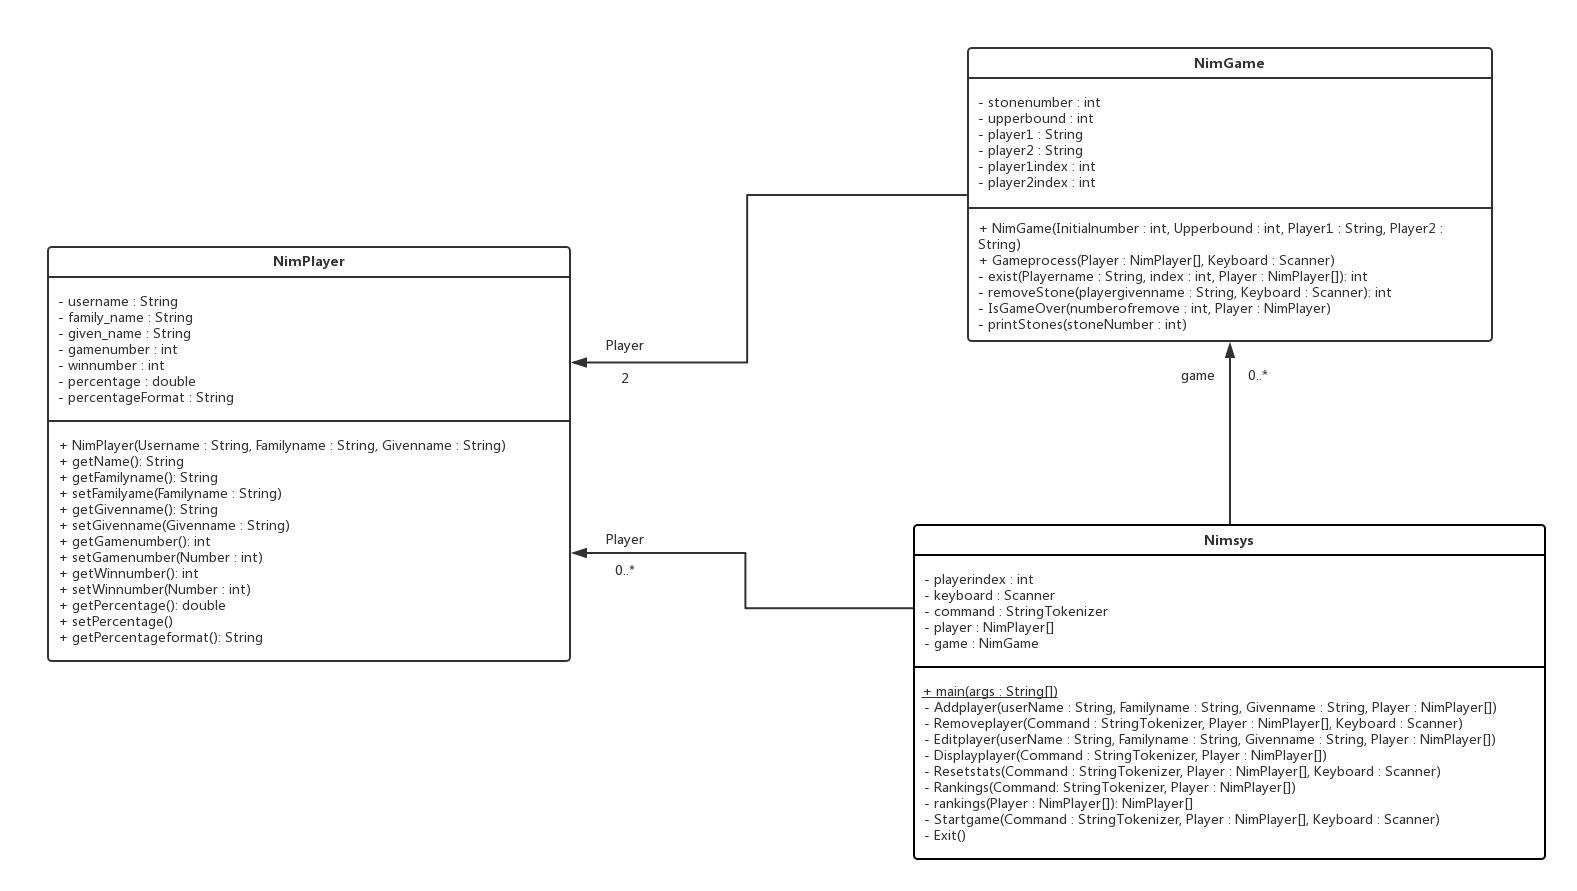 NimGame
- stonenumber : int
- upperbound : int
- player1 : String
- player2 : String
- player1index : int
- player2index : int
+ NimGame(Initialnumber : int, Upperbound : int, Player1 : String, Player2 :
String)
+ Gameprocess(Player : NimPlayer[], Keyboard : Scanner)
- exist(Playername : String, index : int, Player : NimPlayer[]): int
- removeStone(playergivenname : String, Keyboard : Scanner): int
- IsGameOver(numberofremove : int, Player : NimPlayer)
- printStones(stoneNumber : int)
NimPlayer
- username : String
- family_name : String
- given_name : String
- gamenumber : int
- winnumber : int
- percentage : double
- percentageFormat : String
+ NimPlayer(Username : String, Familyname : String, Givenname : String)
+ getName(): String
+ getFamilyname(): String
+ setFamilyame(Familyname : String)
+ getGivenname(): String
+ setGivenname(Givenname : String)
+ getGamenumber(): int
+ setGamenumber(Number : int)
+ getWinnumber(): int
+ setWinnumber(Number : int)
+ getPercentage(): double
+ setPercentage()
+ getPercentageformat(): String
Player
2
game
0..*
Player
0..*
Nimsys
- playerindex : int
- keyboard : Scanner
- command : StringTokenizer
- player : NimPlayer[]
- game : NimGame
+ main(args : String[])
- Addplayer(userName : String, Familyname : String, Givenname : String, Player : NimPlayer[])
- Removeplayer(Command : StringTokenizer, Player : NimPlayer[], Keyboard : Scanner)
- Editplayer(userName : String, Familyname : String, Givenname : String, Player : NimPlayer[])
- Displayplayer(Command : StringTokenizer, Player : NimPlayer[])
- Resetstats(Command : StringTokenizer, Player : NimPlayer[], Keyboard : Scanner)
- Rankings(Command: StringTokenizer, Player : NimPlayer[])
- rankings(Player : NimPlayer[]): NimPlayer[]
- Startgame(Command : StringTokenizer, Player : NimPlayer[], Keyboard : Scanner)
- Exit()